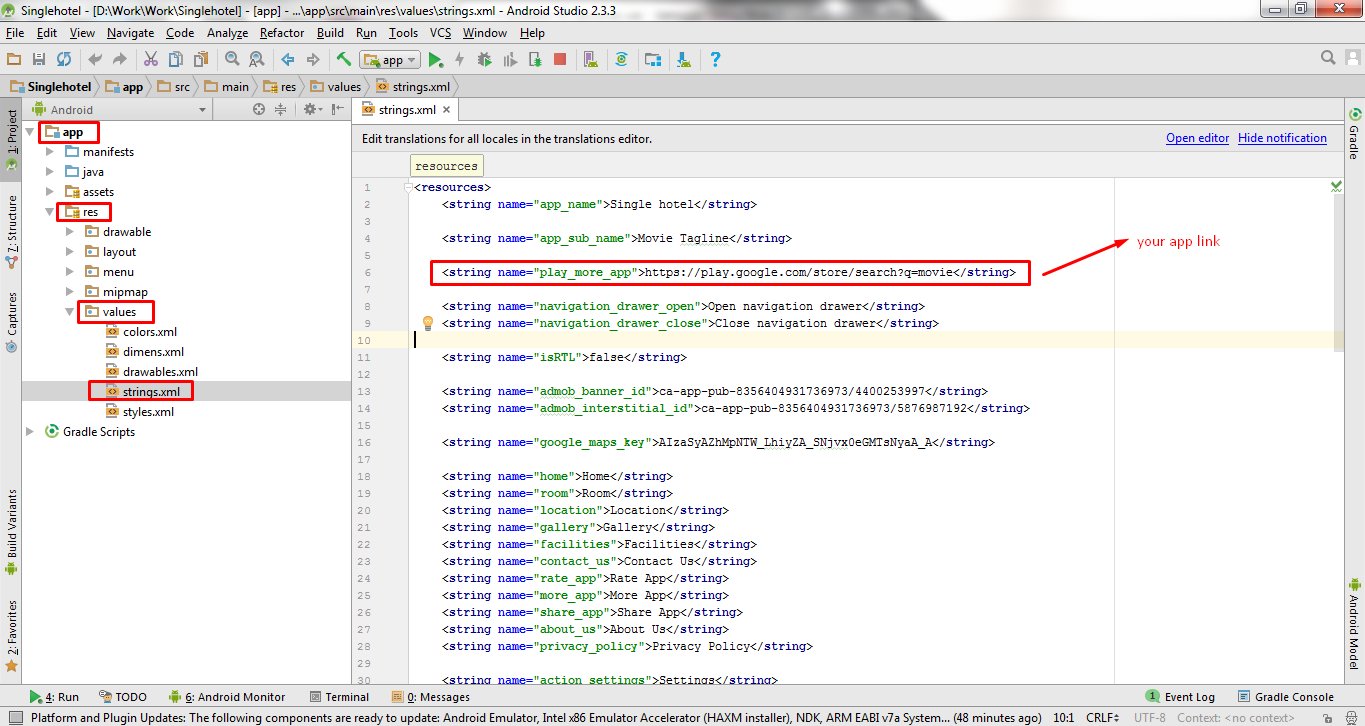 Singlehotel - [D:\Work\Work\Singlehotel] - [app] - ...\app\src\main\res\values\strings.xml - Android Studio 2.3.3
File Edit View Navigate Code Analyze Refactor Build Run Tools VCS Window Help
app
Singlehotel app src main res values strings.xml
Android
strings.xml
1: Project
7: Structure
Captures
Build Variants
2: Favorites
app
manifests
java
assets
res
drawable
layout
menu
mipmap
values
colors.xml
dimens.xml
drawables.xml
strings.xml
styles.xml
Gradle Scripts
Edit translations for all locales in the translations editor. Open editor Hide notification
resources
1 <resources>
2 <string name="app_name">Single hotel</string>
3
4 <string name="app_sub_name">Movie Tagline</string>
5
6 <string name="play_more_app">https://play.google.com/store/search?q=movie</string>
your app link
7
8 <string name="navigation_drawer_open">Open navigation drawer</string>
9 <string name="navigation_drawer_close">Close navigation drawer</string>
10
11 <string name="isRTL">false</string>
12
13 <string name="admob_banner_id">ca-app-pub-8356404931736973/4400253997</string>
14 <string name="admob_interstitial_id">ca-app-pub-8356404931736973/5876987192</string>
15
16 <string name="google_maps_key">AIzaSyAZhMpNTW_LhiyZA_SNjvx0eGMTsNyaA_A</string>
17
18 <string name="home">Home</string>
19 <string name="room">Room</string>
20 <string name="location">Location</string>
21 <string name="gallery">Gallery</string>
22 <string name="facilities">Facilities</string>
23 <string name="contact_us">Contact Us</string>
24 <string name="rate_app">Rate App</string>
25 <string name="more_app">More App</string>
26 <string name="share_app">Share App</string>
27 <string name="about_us">About Us</string>
28 <string name="privacy_policy">Privacy Policy</string>
29
30 <string name="action_settings">Settings</string>
Gradle
Android Model
4: Run TODO 6: Android Monitor Terminal 0: Messages 1 Event Log Gradle Console
Platform and Plugin Updates: The following components are ready to update: Android Emulator, Intel x86 Emulator Accelerator (HAXM installer), NDK, ARM EABI v7a System... (48 minutes ago) 10:1 CRLF UTF-8 Context: <no context>